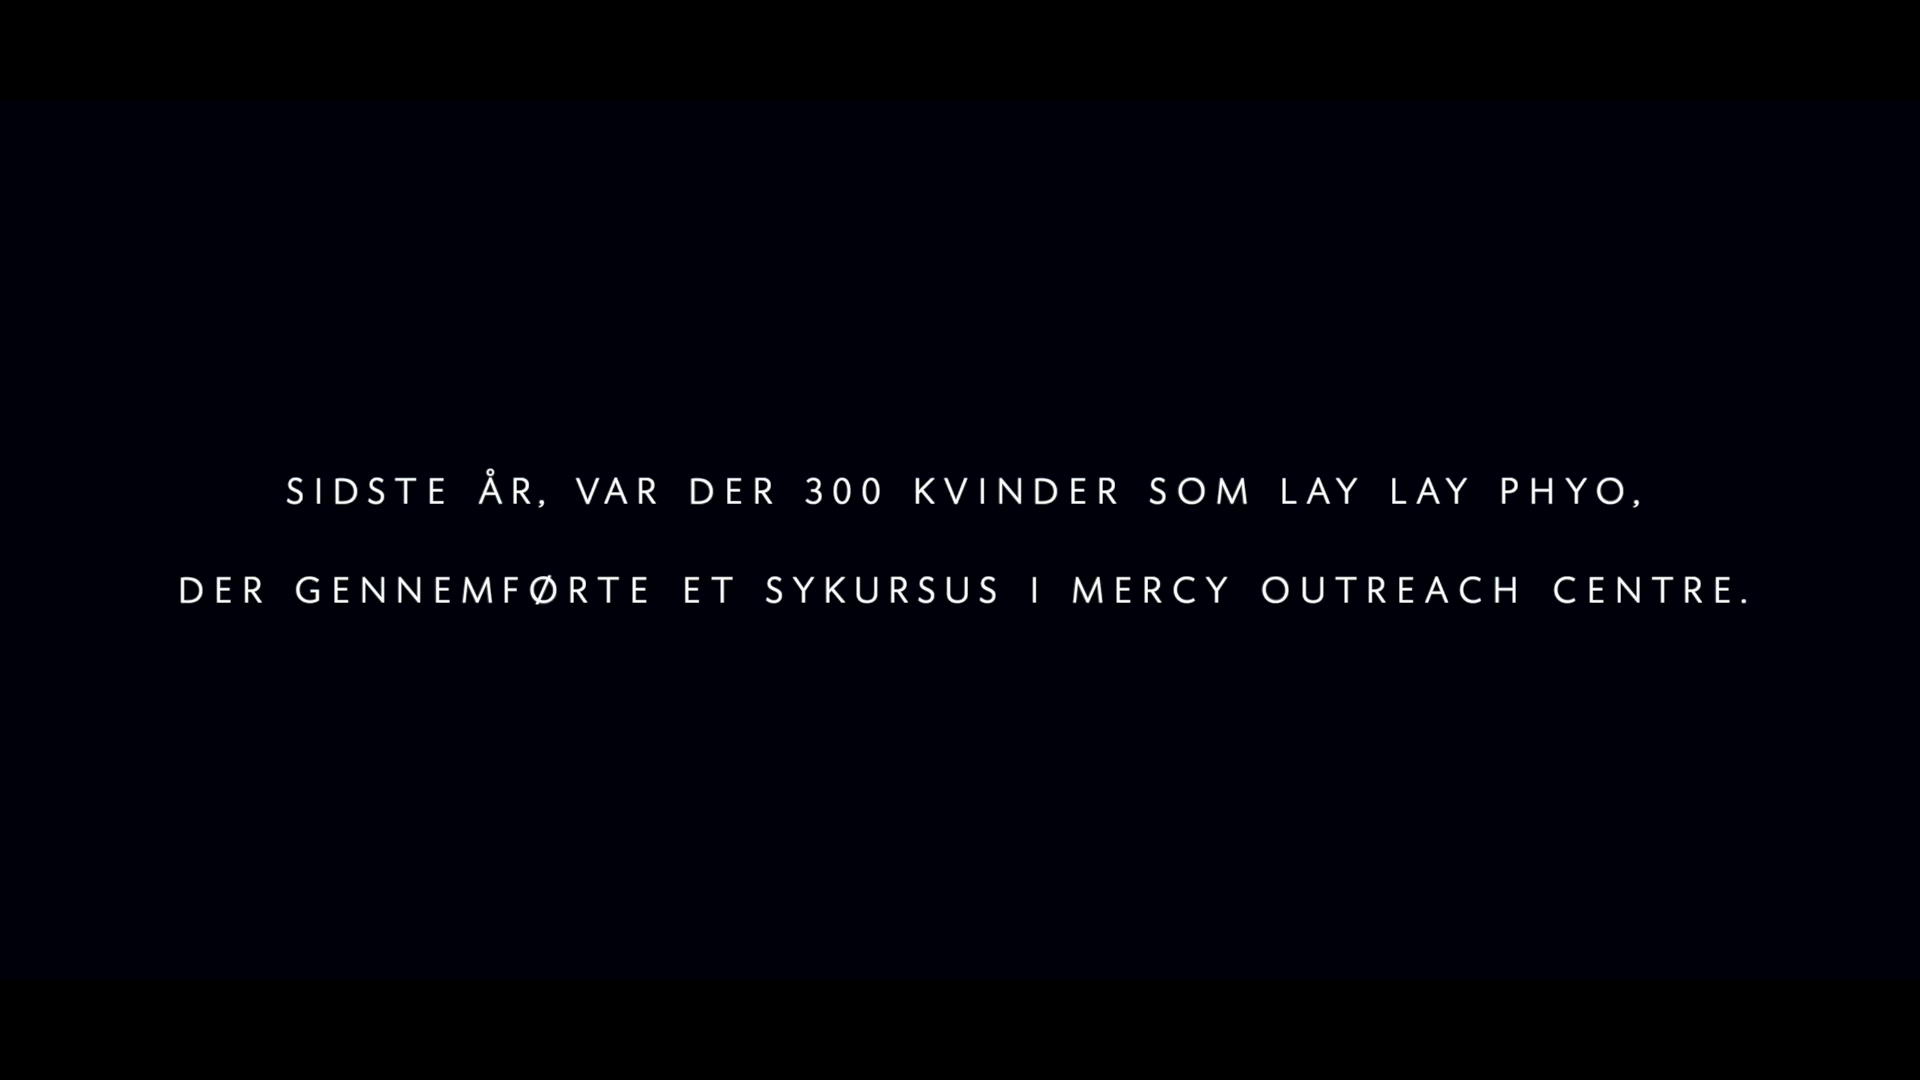 SIDSTE ÅR, VAR DER 300 KVINDER SOM LAY LAY PHYO,
DER GENNEMFØRTE ET SYKURSUS I MERCY OUTREACH CENTRE.